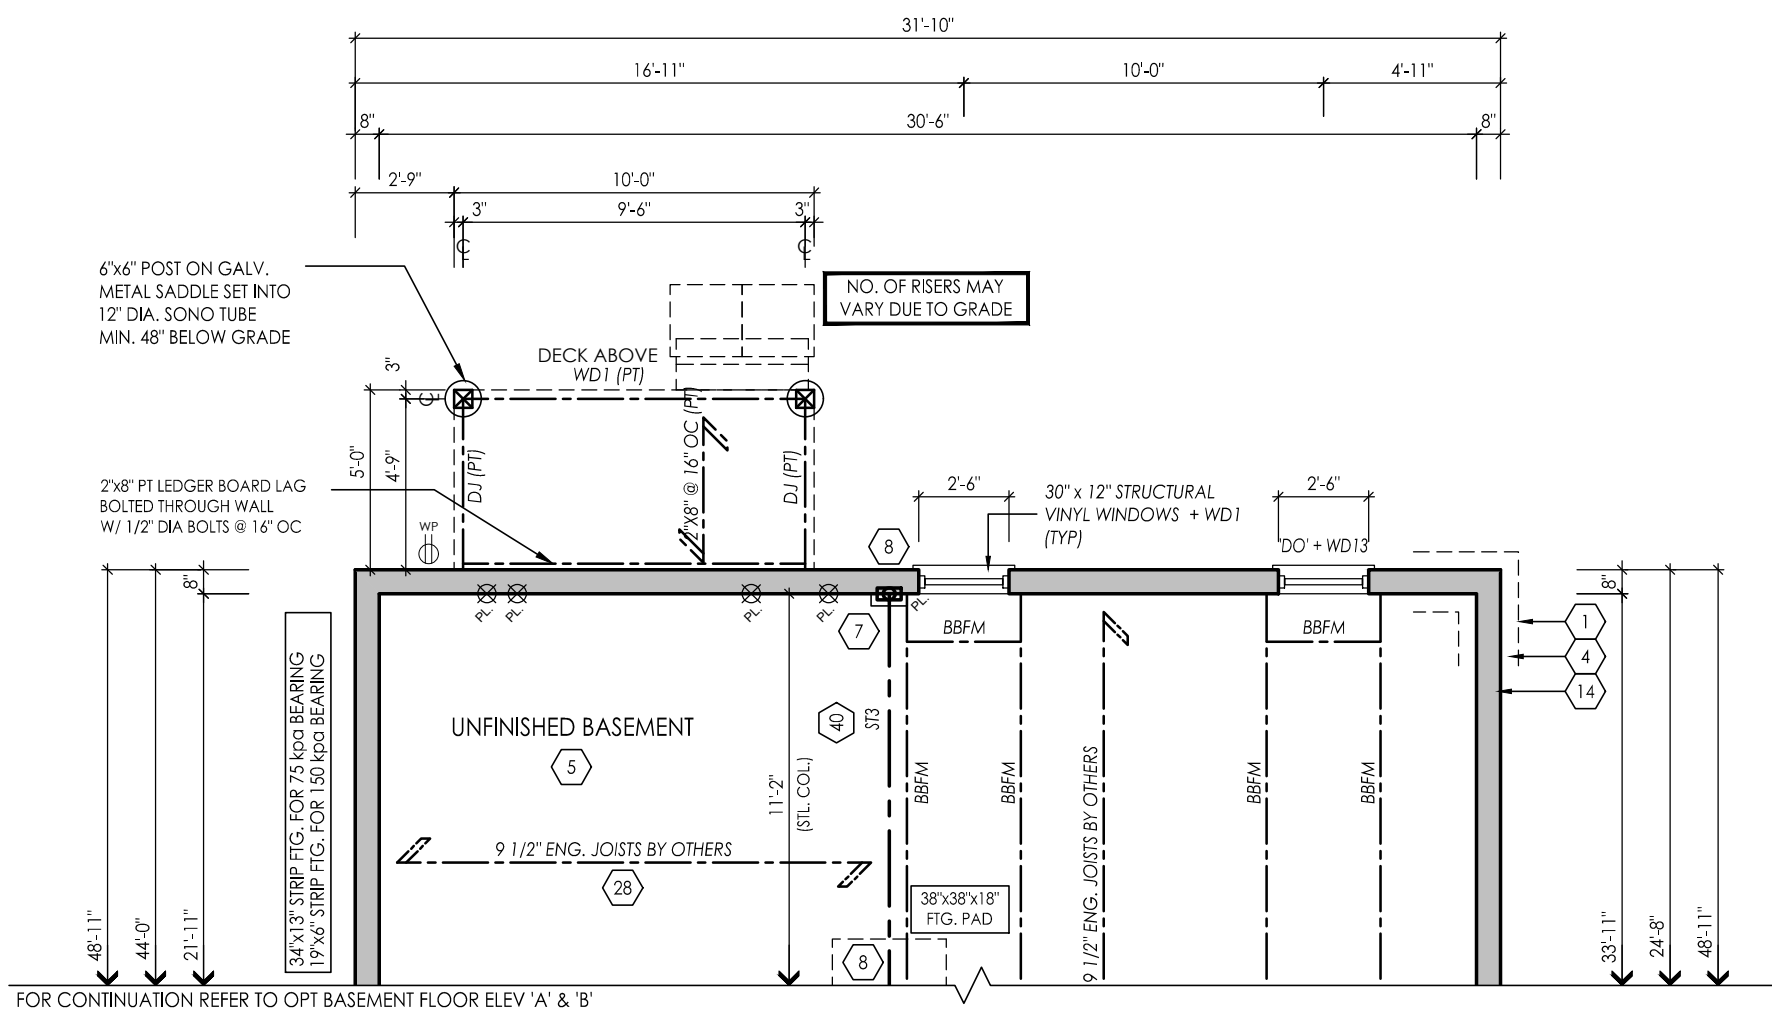 31'-10"
16'-11"
10'-0"
4'-11"
8"
30'-6"
8"
2'-9"
10'-0"
3"
9'-6"
3"
6"x6" POST ON GALV.
METAL SADDLE SET INTO
12" DIA. SONO TUBE
MIN. 48" BELOW GRADE
NO. OF RISERS MAY
VARY DUE TO GRADE
DECK ABOVE
WD1 (PT)
3"
5'-0"
4'-9"
DJ (PT)
2"X8" @ 16" OC (PT)
DJ (PT)
2"x8" PT LEDGER BOARD LAG
BOLTED THROUGH WALL
W/ 1/2" DIA BOLTS @ 16" OC
WP
2'-6"
30" x 12" STRUCTURAL
VINYL WINDOWS + WD1
(TYP)
2'-6"
'DO' + WD13
8
8"
8"
PL.
PL.
PL.
PL.
PL.
7
BBFM
BBFM
1
4
14
34"x13" STRIP FTG. FOR 75 kpa BEARING
19"x6" STRIP FTG. FOR 150 kpa BEARING
UNFINISHED BASEMENT
5
40
ST3
11'-2"
(STL. COL.)
BBFM
BBFM
9 1/2" ENG. JOISTS BY OTHERS
BBFM
BBFM
9 1/2" ENG. JOISTS BY OTHERS
28
38"x38"x18"
FTG. PAD
8
48'-11"
44'-0"
21'-11"
33'-11"
24'-8"
48'-11"
FOR CONTINUATION REFER TO OPT BASEMENT FLOOR ELEV 'A' & 'B'